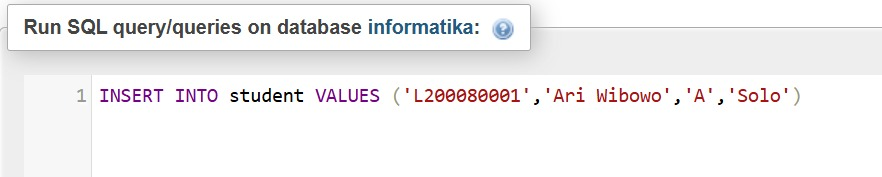 Run SQL query/queries on database informatika:
1 INSERT INTO student VALUES ('L200080001','Ari Wibowo','A','Solo')